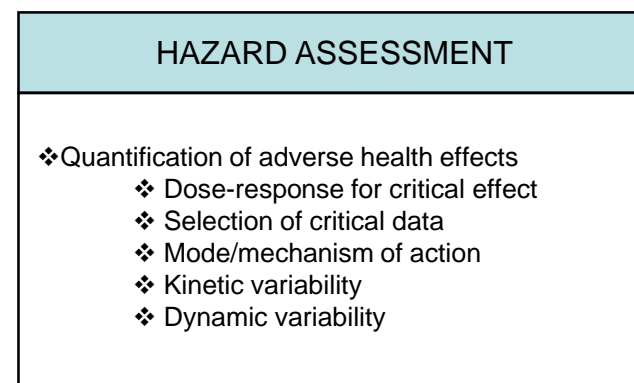 HAZARD ASSESSMENT
❖Quantification of adverse health effects
❖ Dose-response for critical effect
❖ Selection of critical data
❖ Mode/mechanism of action
❖ Kinetic variability
❖ Dynamic variability